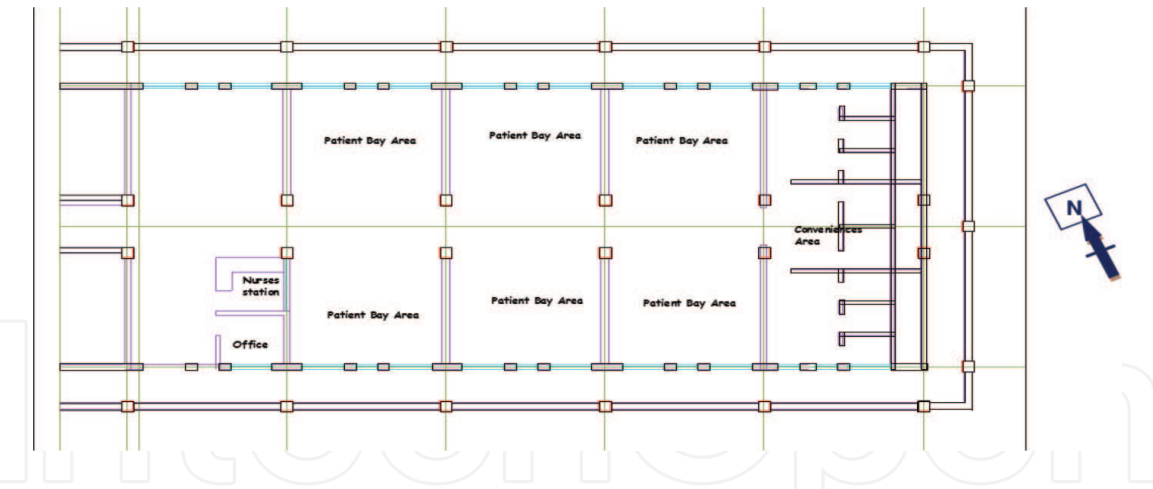 Patient Bay Area
Patient Bay Area
Patient Bay Area
N
Conveniences
Area
Nurses
station
Patient Bay Area
Patient Bay Area
Patient Bay Area
Office